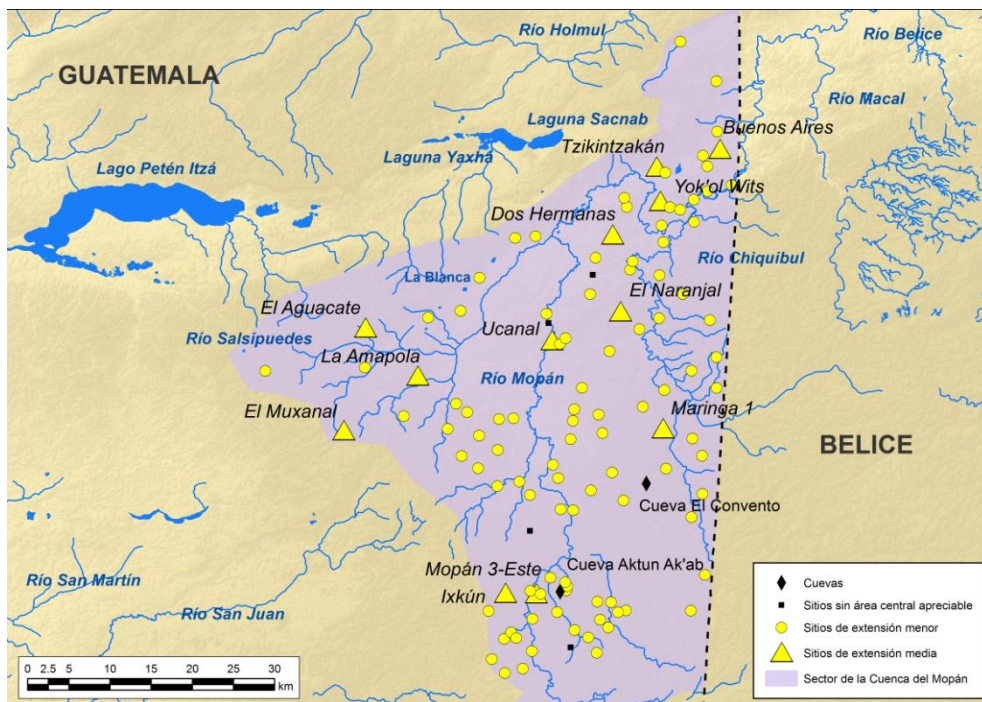 Río Holmul
Río Belice
GUATEMALA
Río Macal
Laguna Sacnab
Buenos Aires
Tzikintzakán
Laguna Yaxhá
Lago Petén Itzá
Yok'ol Wits
Dos Hermanas
Río Chiquibul
La Blanca
El Naranjal
El Aguacate
Ucanal
Río Salsipuedes
La Amapola
Río Mopán
El Muxanal
Maringa 1
BELICE
Cueva El Convento
Mopán 3-Este
Cueva Aktun Ak'ab
Ixkún
Río San Martín
Río San Juan
Cuevas
Sitios sin área central apreciable
Sitios de extensión menor
Sitios de extensión media
Sector de la Cuenca del Mopán
0 2.5 5 10 15 20 25 30
km